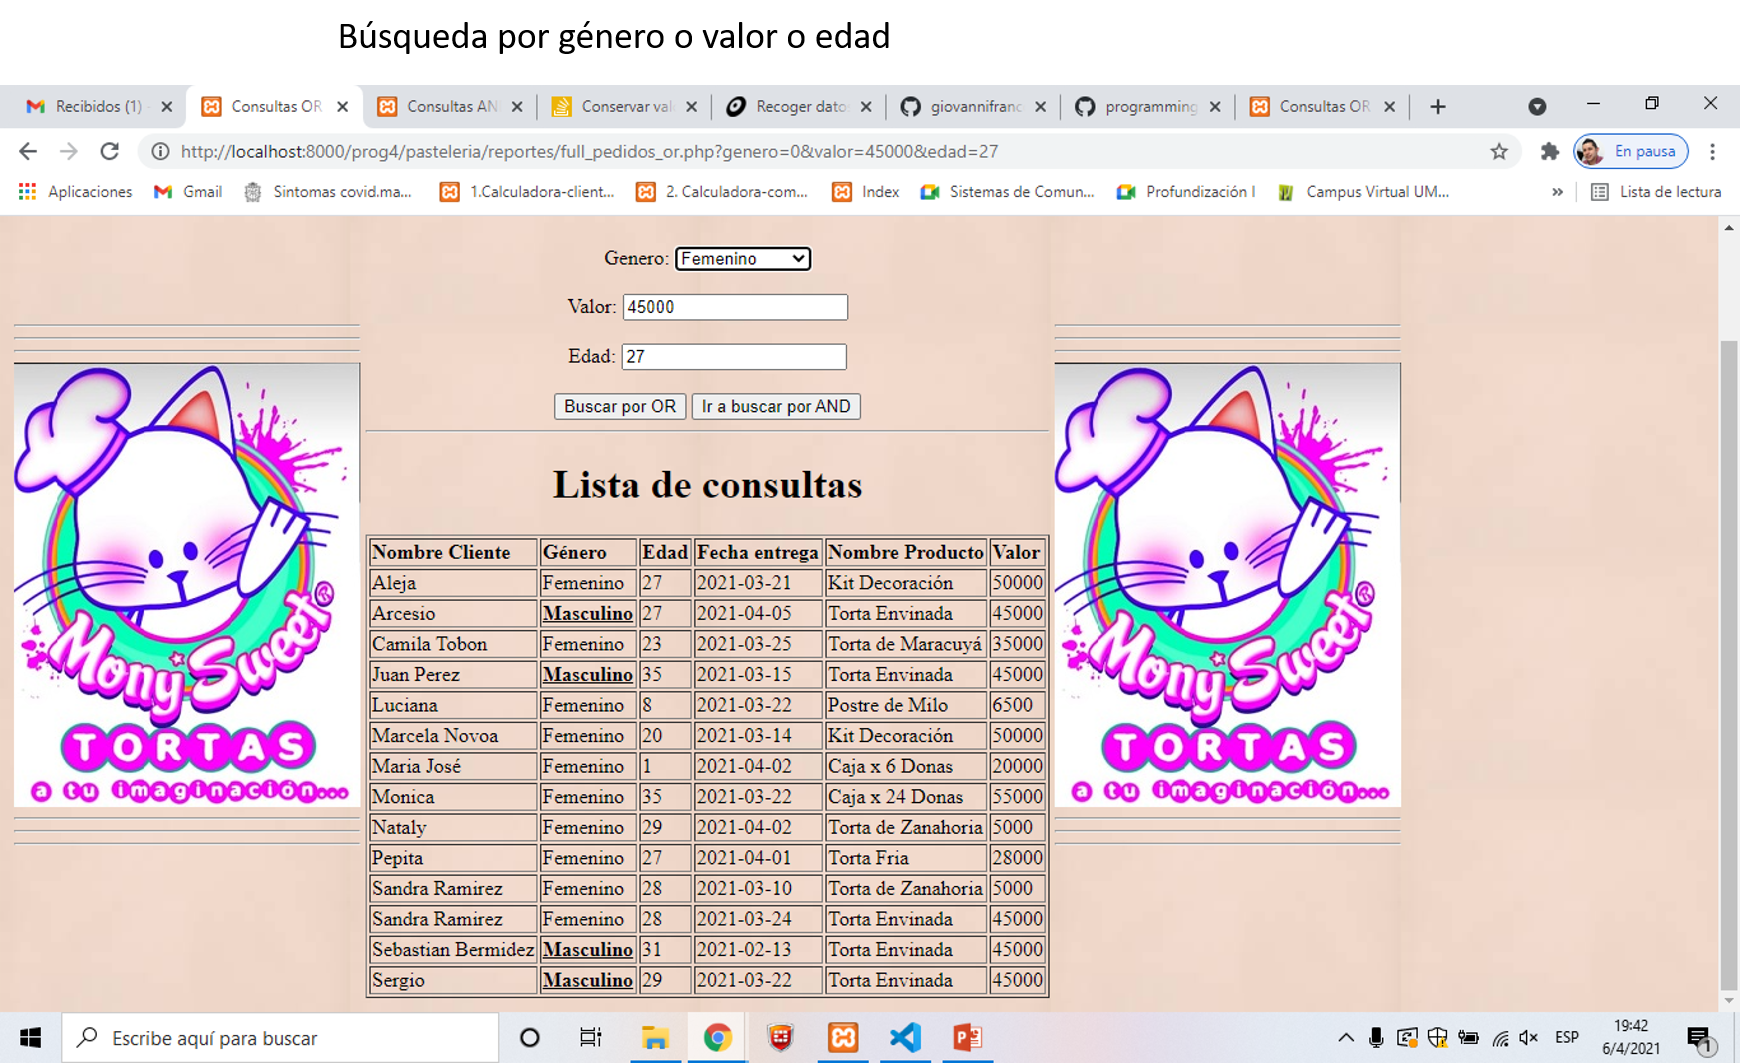 Búsqueda por género o valor o edad
Recibidos (1)
Consultas OR
Consultas AN
Conservar val
Recoger dato
giovannifranc
programming
Consultas OR
http://localhost:8000/prog4/pasteleria/reportes/full_pedidos_or.php?genero=0&valor=45000&edad=27
En pausa
Aplicaciones
Gmail
Sintomas covid.ma...
1.Calculadora-client...
2. Calculadora-com...
Index
Sistemas de Comun...
Profundización I
Campus Virtual UM...
»
Lista de lectura
Genero: Femenino
Valor: 45000
Edad: 27
Buscar por OR Ir a buscar por AND
Lista de consultas
Nombre Cliente Género Edad Fecha entrega Nombre Producto Valor
Aleja Femenino 27 2021-03-21 Kit Decoración 50000
Arcesio Masculino 27 2021-04-05 Torta Envinada 45000
Camila Tobon Femenino 23 2021-03-25 Torta de Maracuyá 35000
Juan Perez Masculino 35 2021-03-15 Torta Envinada 45000
Luciana Femenino 8 2021-03-22 Postre de Milo 6500
Marcela Novoa Femenino 20 2021-03-14 Kit Decoración 50000
Maria José Femenino 1 2021-04-02 Caja x 6 Donas 20000
Monica Femenino 35 2021-03-22 Caja x 24 Donas 55000
Nataly Femenino 29 2021-04-02 Torta de Zanahoria 5000
Pepita Femenino 27 2021-04-01 Torta Fria 28000
Sandra Ramirez Femenino 28 2021-03-10 Torta de Zanahoria 5000
Sandra Ramirez Femenino 28 2021-03-24 Torta Envinada 45000
Sebastian Bermidez Masculino 31 2021-02-13 Torta Envinada 45000
Sergio Masculino 29 2021-03-22 Torta Envinada 45000
Mony Sweet®
TORTAS
a tu imaginación...
Mony Sweet®
TORTAS
a tu imaginación...
Escribe aquí para buscar
ESP
19:42
6/4/2021
1